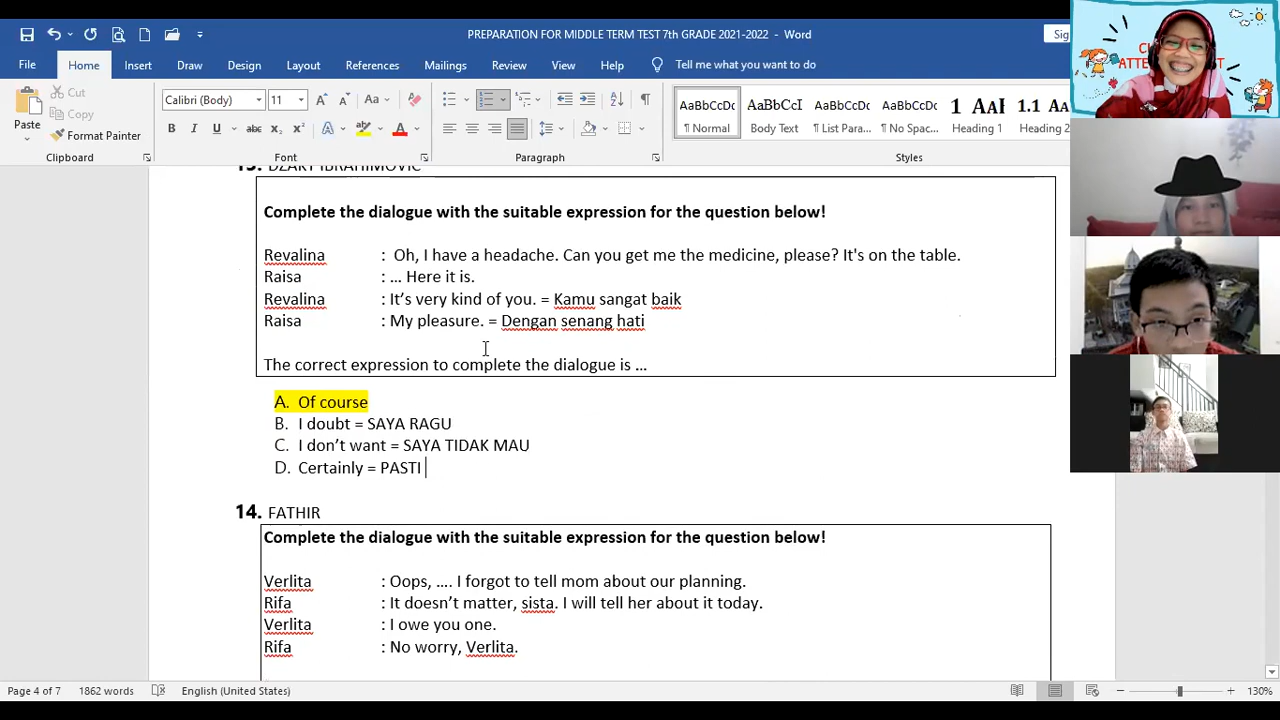 PREPARATION FOR MIDDLE TERM TEST 7th GRADE 2021-2022 - Word
File Home Insert Draw Design Layout References Mailings Review View Help Tell me what you want to do
Paste
Cut
Copy
Format Painter
Clipboard
Calibri (Body) 11
Font
Paragraph
AaBbCcDc AaBbCcI AaBbCcDc AaBbCcDc 1 AaI 1.1 Aa
¶ Normal Body Text ¶ List Para... ¶ No Spac... Heading 1 Heading 2
Styles
DZAKY IBRAHIMOVIC
Complete the dialogue with the suitable expression for the question below!
Revalina : Oh, I have a headache. Can you get me the medicine, please? It's on the table.
Raisa : ... Here it is.
Revalina : It’s very kind of you. = Kamu sangat baik
Raisa : My pleasure. = Dengan senang hati
The correct expression to complete the dialogue is ...
A. Of course
B. I doubt = SAYA RAGU
C. I don’t want = SAYA TIDAK MAU
D. Certainly = PASTI
14. FATHIR
Complete the dialogue with the suitable expression for the question below!
Verlita : Oops, .... I forgot to tell mom about our planning.
Rifa : It doesn’t matter, sista. I will tell her about it today.
Verlita : I owe you one.
Rifa : No worry, Verlita.
Page 4 of 7 1862 words English (United States) 130%